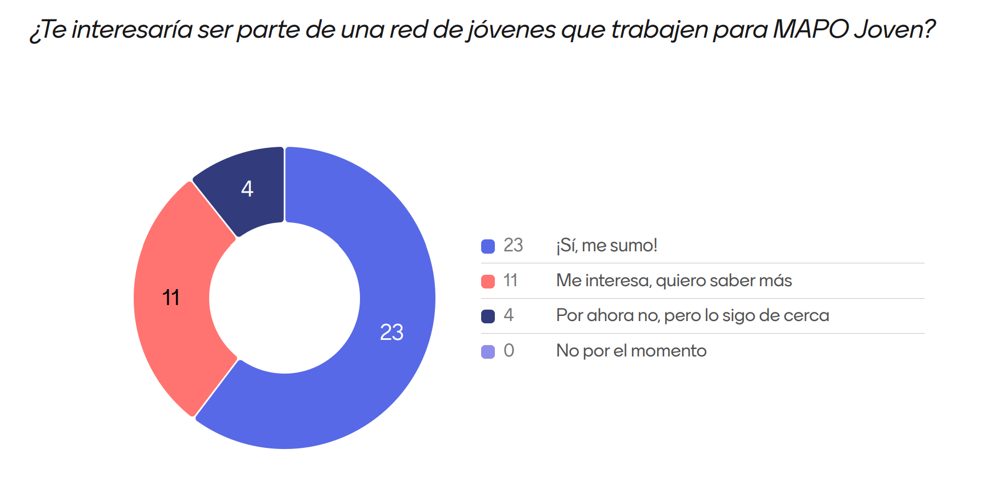 ¿Te interesaría ser parte de una red de jóvenes que trabajen para MAPO Joven?
4
11
23
23 ¡Sí, me sumo!
11 Me interesa, quiero saber más
4 Por ahora no, pero lo sigo de cerca
0 No por el momento